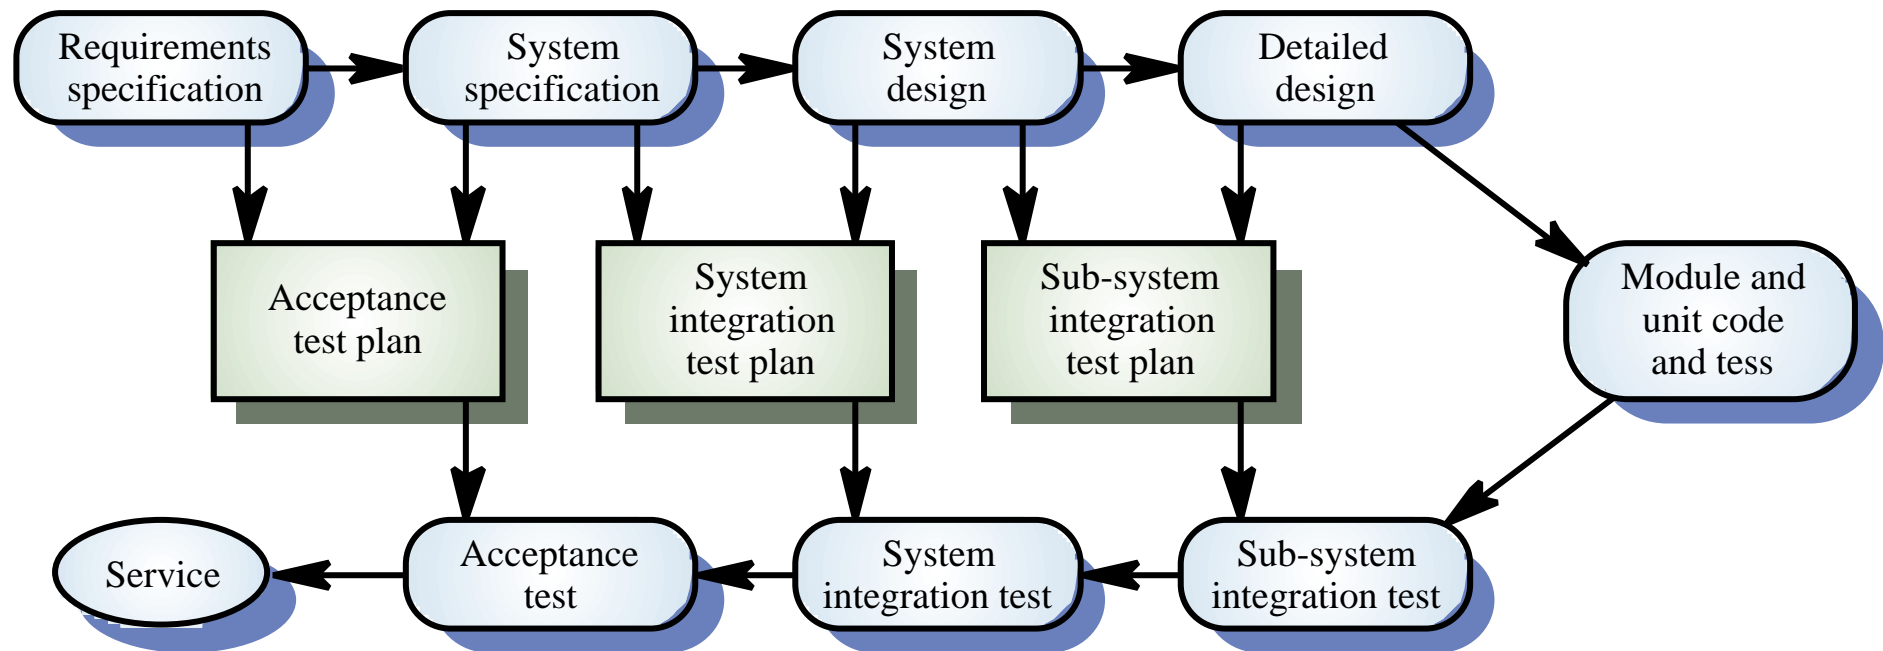 Requirements
specification
System
specification
System
design
Detailed
design
Acceptance
test plan
System
integration
test plan
Sub-system
integration
test plan
Module and
unit code
and tess
Service
Acceptance
test
System
integration test
Sub-system
integration test